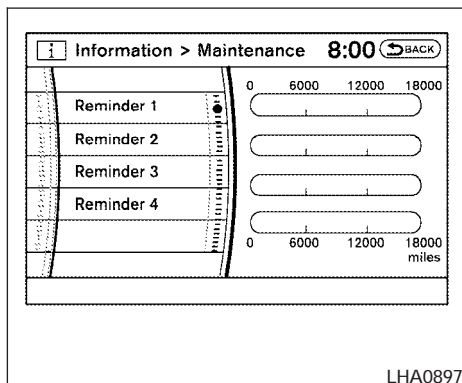 i Information > Maintenance 8:00 BACK
0 6000 12000 18000
Reminder 1
Reminder 2
Reminder 3
Reminder 4
0 6000 12000 18000
miles
LHA0897